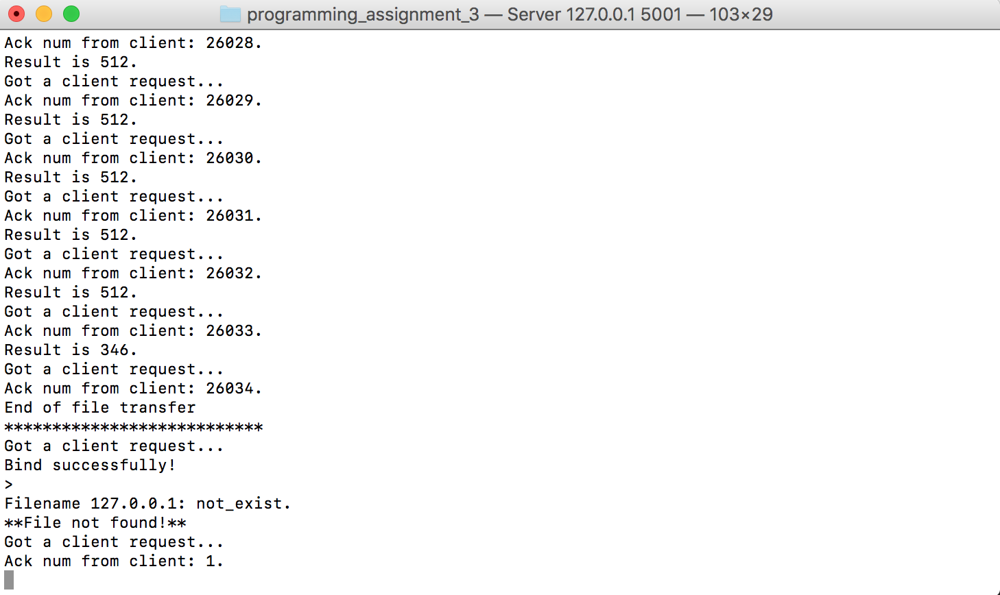 programming_assignment_3 — Server 127.0.0.1 5001 — 103×29
Ack num from client: 26028.
Result is 512.
Got a client request...
Ack num from client: 26029.
Result is 512.
Got a client request...
Ack num from client: 26030.
Result is 512.
Got a client request...
Ack num from client: 26031.
Result is 512.
Got a client request...
Ack num from client: 26032.
Result is 512.
Got a client request...
Ack num from client: 26033.
Result is 346.
Got a client request...
Ack num from client: 26034.
End of file transfer
***************************
Got a client request...
Bind successfully!
>
Filename 127.0.0.1: not_exist.
**File not found!**
Got a client request...
Ack num from client: 1.